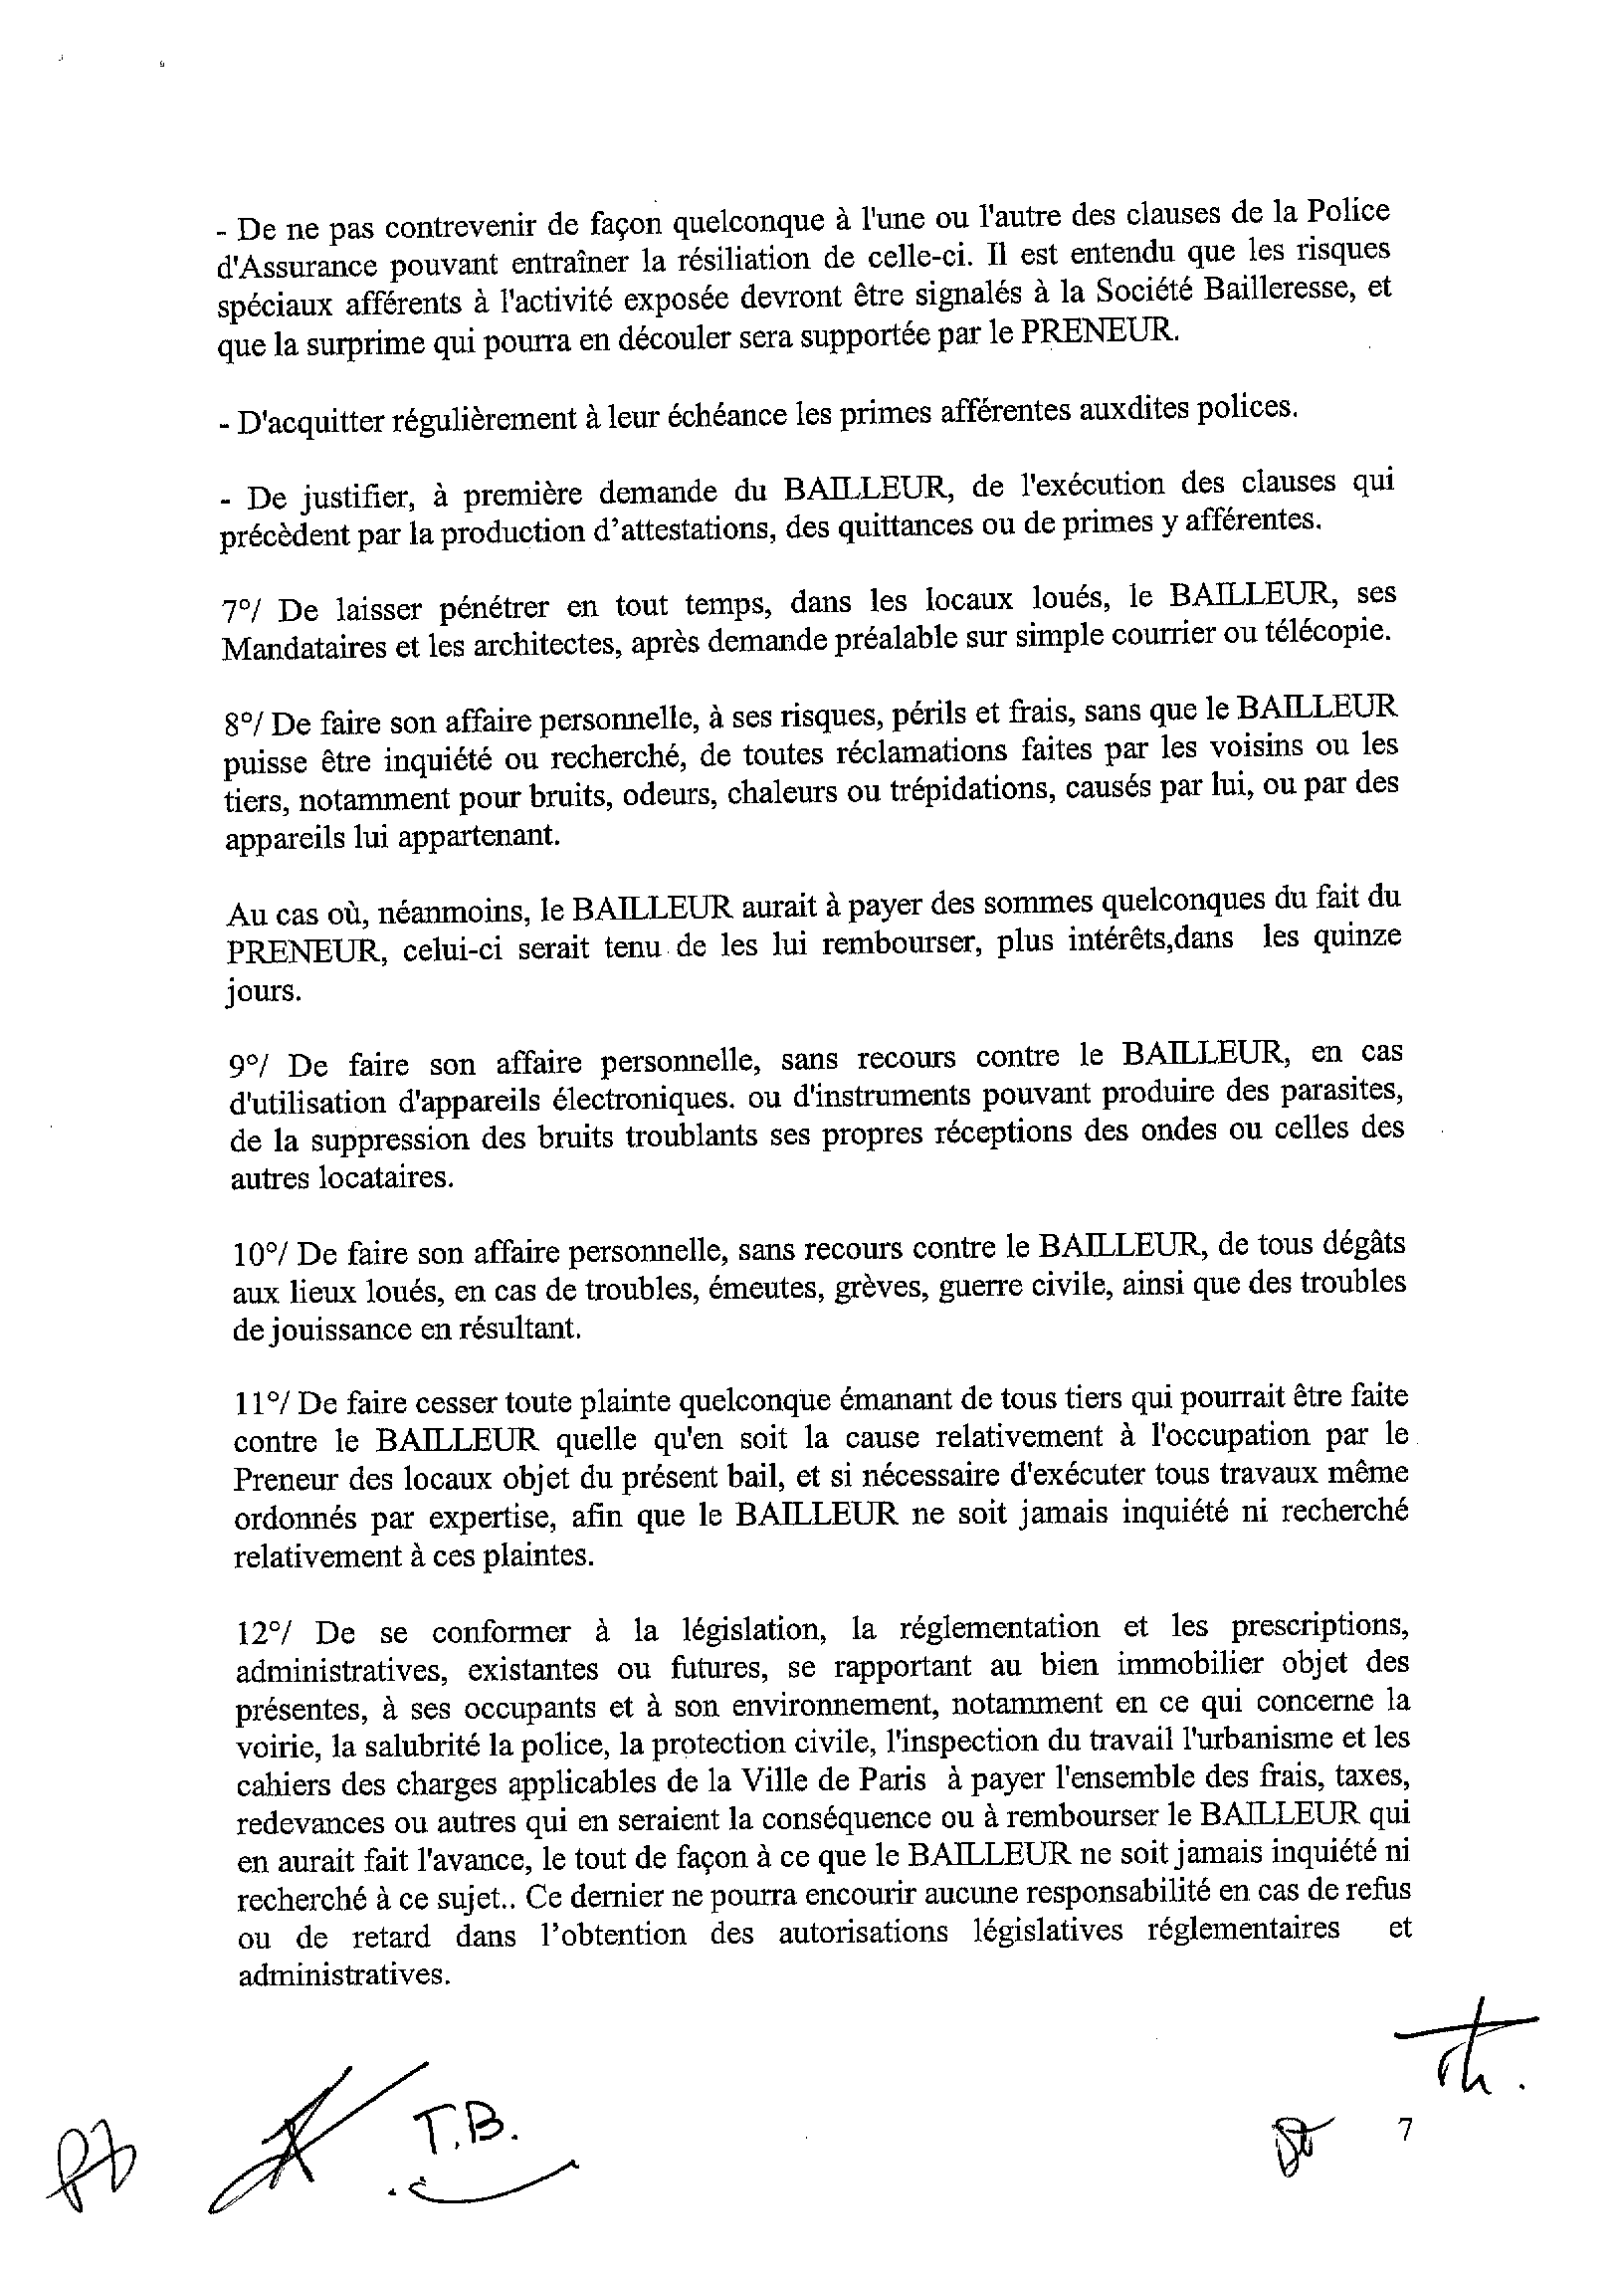 - De ne pas contrevenir de façon quelconque à l'une ou l'autre des clauses de la Police
d'Assurance pouvant entraîner la résiliation de celle-ci. Il est entendu que les risques
spéciaux afférents à l'activité exposée devront être signalés à la Société Bailleresse, et
que la surprime qui pourra en découler sera supportée par le PRENEUR.
- D'acquitter régulièrement à leur échéance les primes afférentes auxdites polices.
- De justifier, à première demande du BAILLEUR, de l'exécution des clauses qui
précèdent par la production d'attestations, des quittances ou de primes y afférentes.
7°/ De laisser pénétrer en tout temps, dans les locaux loués, le BAILLEUR, ses
Mandataires et les architectes, après demande préalable sur simple courrier ou télécopie.
8°/ De faire son affaire personnelle, à ses risques, périls et frais, sans que le BAILLEUR
puisse être inquiété ou recherché, de toutes réclamations faites par les voisins ou les
tiers, notamment pour bruits, odeurs, chaleurs ou trépidations, causés par lui, ou par des
appareils lui appartenant.
Au cas où, néanmoins, le BAILLEUR aurait à payer des sommes quelconques du fait du
PRENEUR, celui-ci serait tenu de les lui rembourser, plus intérêts,dans les quinze
jours.
9°/ De faire son affaire personnelle, sans recours contre le BAILLEUR, en cas
d'utilisation d'appareils électroniques. ou d'instruments pouvant produire des parasites,
de la suppression des bruits troublants ses propres réceptions des ondes ou celles des
autres locataires.
10°/ De faire son affaire personnelle, sans recours contre le BAILLEUR, de tous dégâts
aux lieux loués, en cas de troubles, émeutes, grèves, guerre civile, ainsi que des troubles
de jouissance en résultant.
11°/ De faire cesser toute plainte quelconque émanant de tous tiers qui pourrait être faite
contre le BAILLEUR quelle qu'en soit la cause relativement à l'occupation par le
Preneur des locaux objet du présent bail, et si nécessaire d'exécuter tous travaux même
ordonnés par expertise, afin que le BAILLEUR ne soit jamais inquiété ni recherché
relativement à ces plaintes.
12°/ De se conformer à la législation, la réglementation et les prescriptions,
administratives, existantes ou futures, se rapportant au bien immobilier objet des
présentes, à ses occupants et à son environnement, notamment en ce qui concerne la
voirie, la salubrité la police, la protection civile, l'inspection du travail l'urbanisme et les
cahiers des charges applicables de la Ville de Paris à payer l'ensemble des frais, taxes,
redevances ou autres qui en seraient la conséquence ou à rembourser le BAILLEUR qui
en aurait fait l'avance, le tout de façon à ce que le BAILLEUR ne soit jamais inquiété ni
recherché à ce sujet.. Ce dernier ne pourra encourir aucune responsabilité en cas de refus
ou de retard dans l'obtention des autorisations législatives réglementaires et
administratives.
T.B.
7